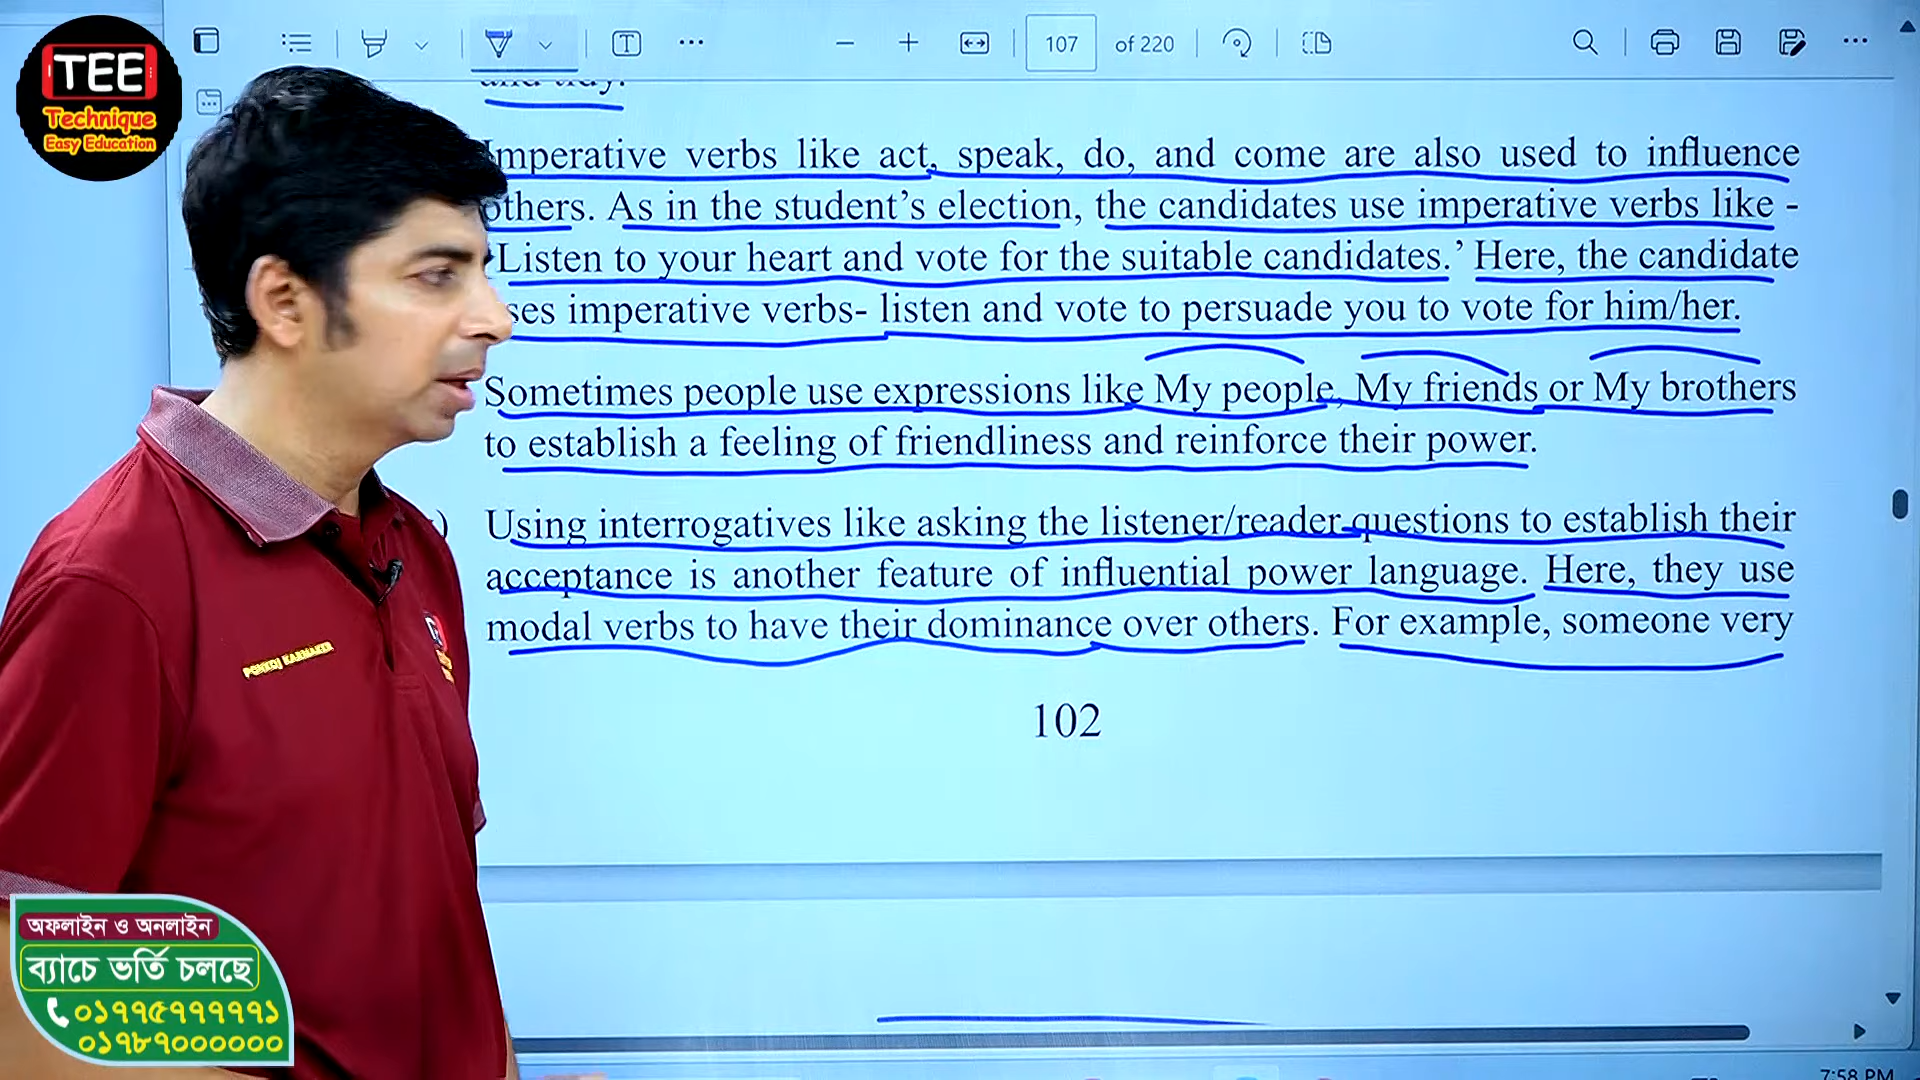 TEE
Technique
Easy Education
107 of 220
and tidy.
Imperative verbs like act, speak, do, and come are also used to influence
others. As in the student’s election, the candidates use imperative verbs like -
‘Listen to your heart and vote for the suitable candidates.’ Here, the candidate
uses imperative verbs- listen and vote to persuade you to vote for him/her.
Sometimes people use expressions like My people, My friends or My brothers
to establish a feeling of friendliness and reinforce their power.
Using interrogatives like asking the listener/reader questions to establish their
acceptance is another feature of influential power language. Here, they use
modal verbs to have their dominance over others. For example, someone very
102
PONKOJ KARMAKER
অফলাইন ও অনলাইন
ব্যাচে ভর্তি চলছে
০১৭৭৫৭৭৭৭৭১
০১৭৮৭০০০০০০
7:58 PM